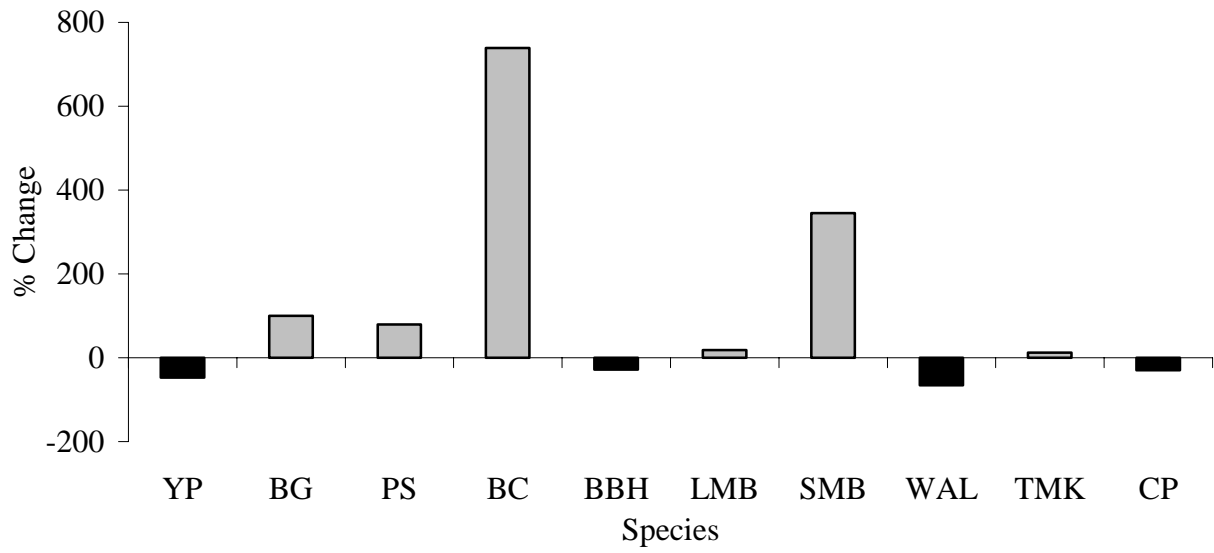 800
600
400
200
0
-200
% Change
YP BG PS BC BBH LMB SMB WAL TMK CP
Species